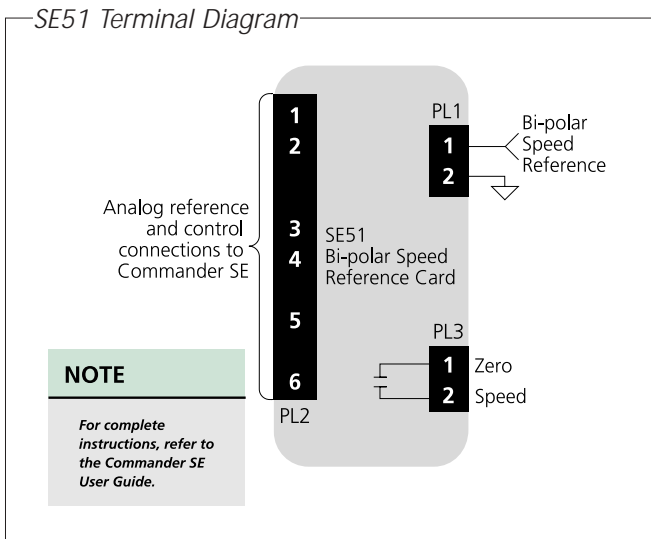 SE51 Terminal Diagram
1
2
3
4
5
6
PL2
Analog reference
and control
connections to
Commander SE
SE51
Bi-polar Speed
Reference Card
PL1
1
2
Bi-polar
Speed
Reference
PL3
1 Zero
2 Speed
NOTE
For complete
instructions, refer to
the Commander SE
User Guide.